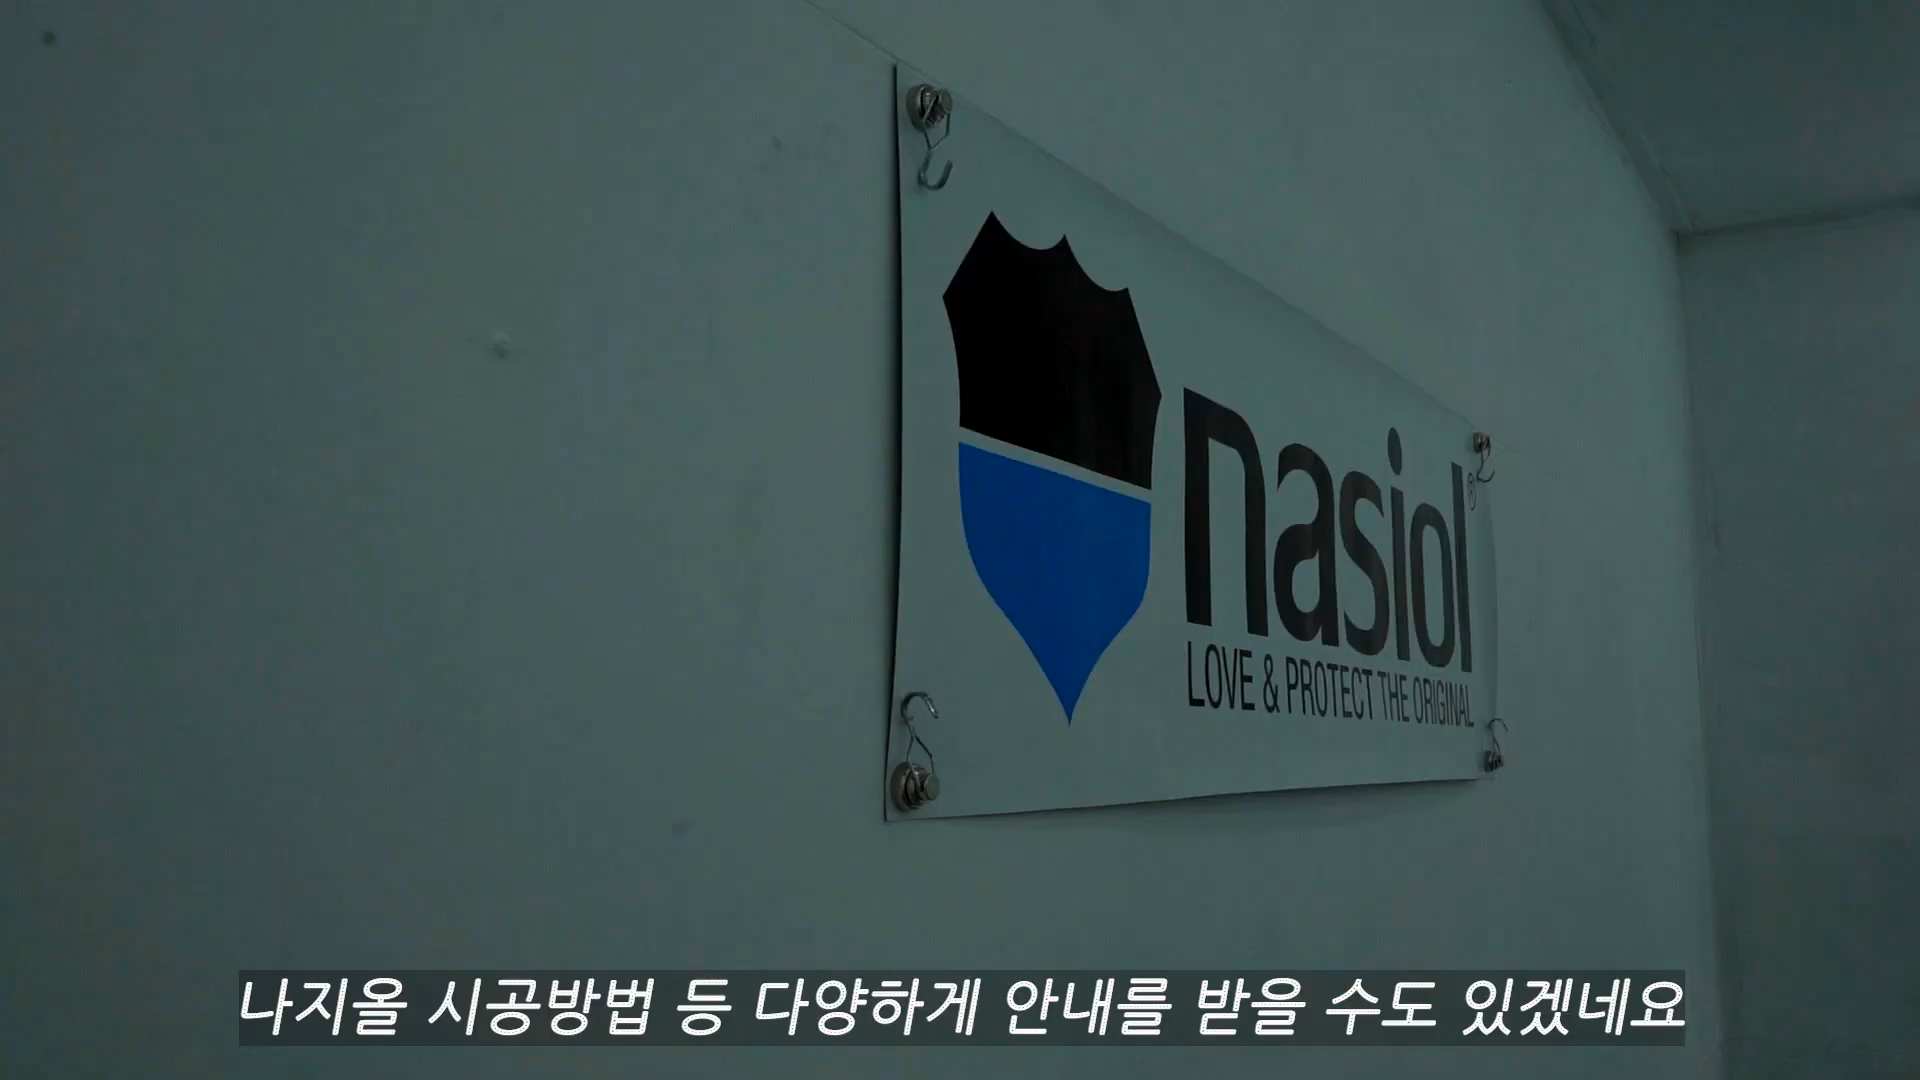 nasiol®
LOVE & PROTECT THE ORIGINAL
나지올 시공방법 등 다양하게 안내를 받을 수도 있겠네요